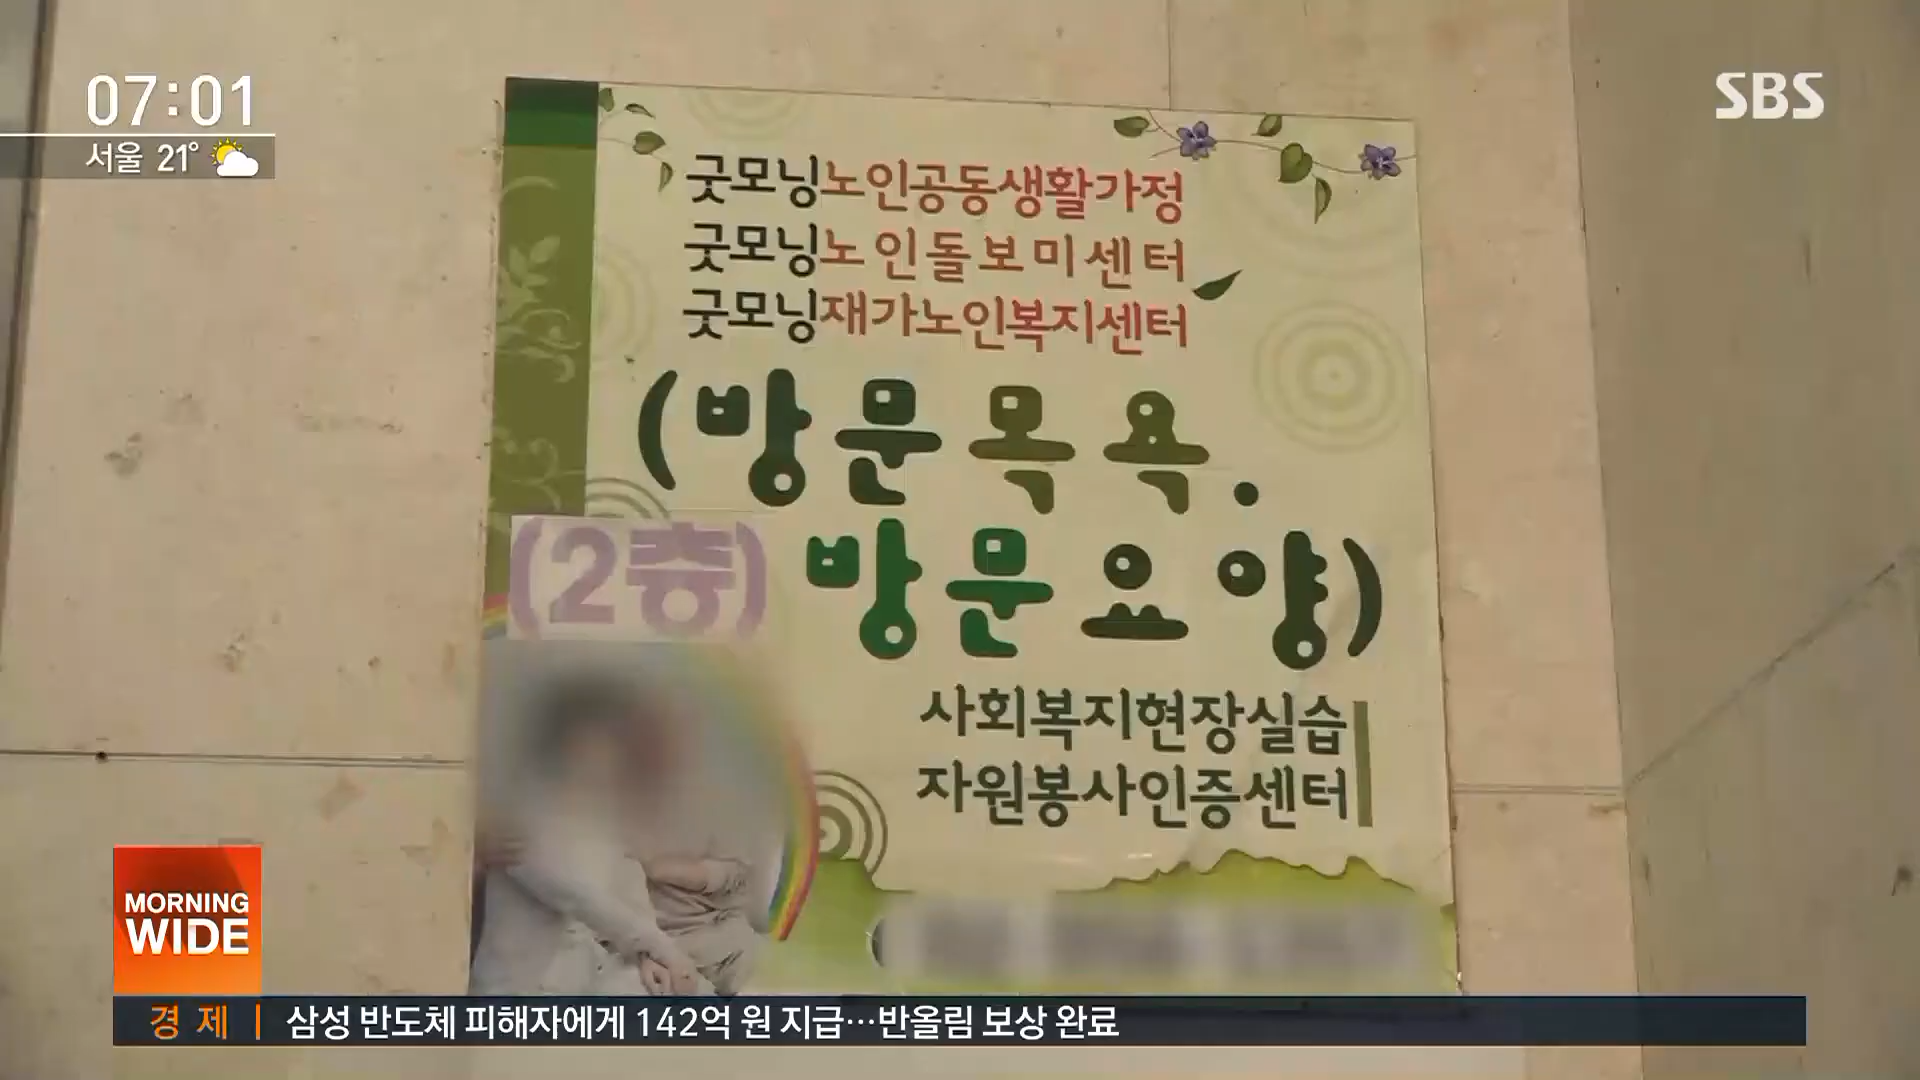 07:01
서울 21°
SBS
굿모닝노인공동생활가정
굿모닝노인돌보미센터
굿모닝재가노인복지센터
(방문목욕.
(2층) 방문요양)
사회복지현장실습
자원봉사인증센터
MORNING
WIDE
경제 | 삼성 반도체 피해자에게 142억 원 지급…반올림 보상 완료